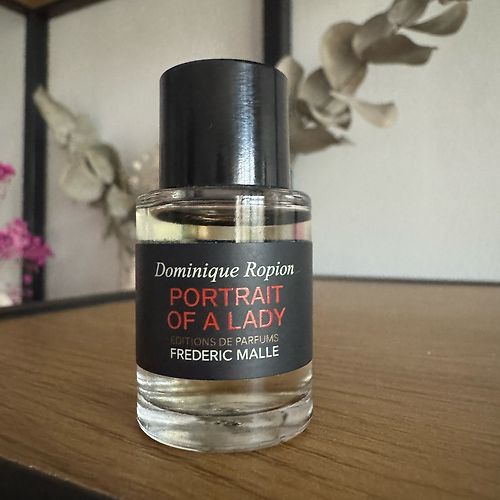 Dominique Ropion
PORTRAIT
OF A LADY
EDITIONS DE PARFUMS
FREDERIC MALLE